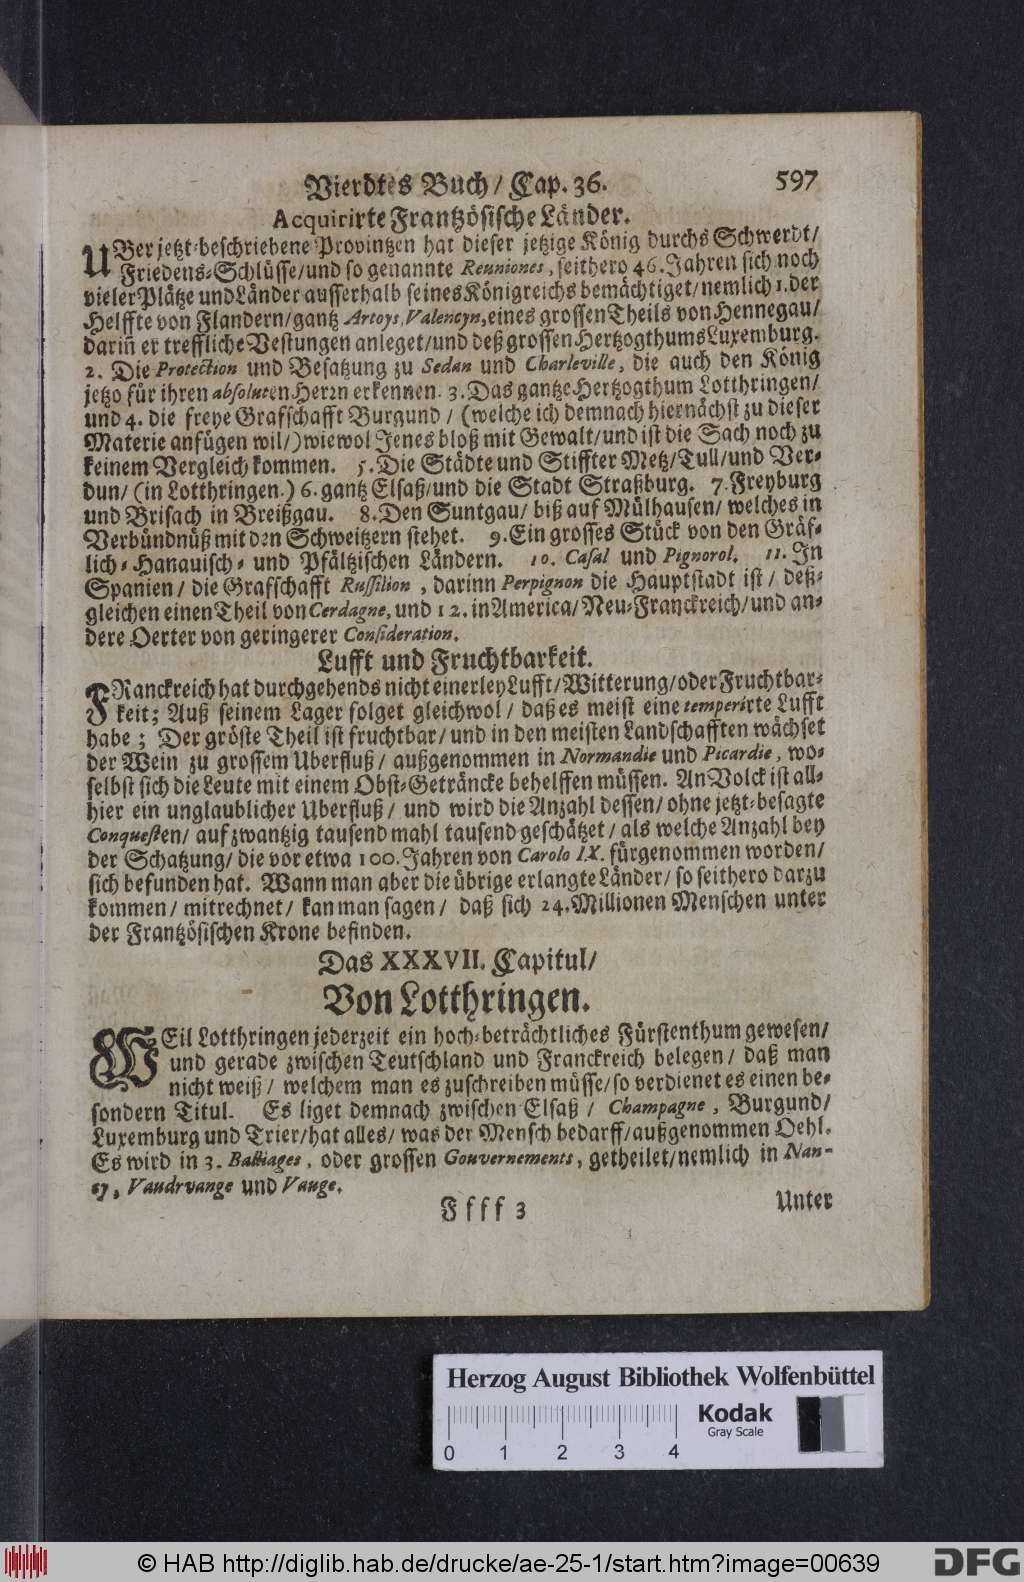 Vierdtes Buch / Cap. 36. 597
Acquirirte Frantzösische Länder.
UBer jetzt-beschriebene Provintzen hat dieser jetzige König durchs Schwerdt /
Friedens-Schlüsse / und so genannte Reuniones, seithero 46. Jahren sich noch
vieler Plätze und Länder ausserhalb seines Königreichs bemächtiget / nemlich 1. der
Helffte von Flandern / gantz Artoys, Valencyn, eines grossen Theils von Hennegau /
dariñ er treffliche Vestungen anleget / und deß grossen Hertzogthums Luxemburg.
2. Die Protection und Besatzung zu Sedan und Charleville, die auch den König
jetzo für ihren absoluten Herrn erkennen. 3. Das gantze Hertzogthum Lotthringen /
und 4. die freye Grafschafft Burgund / (welche ich demnach hiernächst zu dieser
Materie anfügen wil /) wiewol Jenes bloß mit Gewalt / und ist die Sach noch zu
keinem Vergleich kommen. 5. Die Städte und Stiffter Metz / Tull / und Ver-
dun / (in Lotthringen.) 6. gantz Elsaß / und die Stadt Straßburg. 7. Freyburg
und Brisach in Breißgau. 8. Den Suntgau / biß auf Mülhausen / welches in
Verbündnüß mit den Schweitzern stehet. 9. Ein grosses Stück von den Gräf-
lich-Hanauisch- und Pfältzischen Ländern. 10. Casal und Pignorol. 11. In
Spanien / die Grafschafft Russilion, darinn Perpignon die Hauptstadt ist / deß-
gleichen einen Theil von Cerdagne, und 12. in America / Neu-Franckreich / und an-
dere Oerter von geringerer Consideration.
Lufft und Fruchtbarkeit.
FRanckreich hat durchgehends nicht einerley Lufft / Witterung / oder Fruchtbar-
keit; Auß seinem Lager folget gleichwol / daß es meist eine temperirte Lufft
habe; Der gröste Theil ist fruchtbar / und in den meisten Landschafften wächset
der Wein zu grossem Uberfluß / außgenommen in Normandie und Picardie, wo-
selbst sich die Leute mit einem Obst-Geträncke behelffen müssen. An Volck ist all-
hier ein unglaublicher Uberfluß / und wird die Anzahl dessen / ohne jetzt-besagte
Conquesten / auf zwantzig tausend mahl tausend geschätzet / als welche Anzahl bey
der Schatzung / die vor etwa 100. Jahren von Carolo IX. fürgenommen worden /
sich befunden hat. Wann man aber die übrige erlangte Länder / so seithero darzu
kommen / mitrechnet / kan man sagen / daß sich 24. Millionen Menschen unter
der Frantzösischen Krone befinden.
Das XXXVII. Capitul /
Von Lotthringen.
WEil Lotthringen jederzeit ein hoch-beträchtliches Fürstenthum gewesen /
und gerade zwischen Teutschland und Franckreich belegen / daß man
nicht weiß / welchem man es zuschreiben müsse / so verdienet es einen be-
sondern Titul. Es liget demnach zwischen Elsaß / Champagne, Burgund /
Luxemburg und Trier / hat alles / was der Mensch bedarff / außgenommen Oehl.
Es wird in 3. Balliages, oder grossen Gouvernements, getheilet / nemlich in Nan-
cy, Vaudrvange und Vauge.
Ffff 3 Unter
Herzog August Bibliothek Wolfenbüttel
Kodak
Gray Scale
0 1 2 3 4
© HAB http://diglib.hab.de/drucke/ae-25-1/start.htm?image=00639
DFG